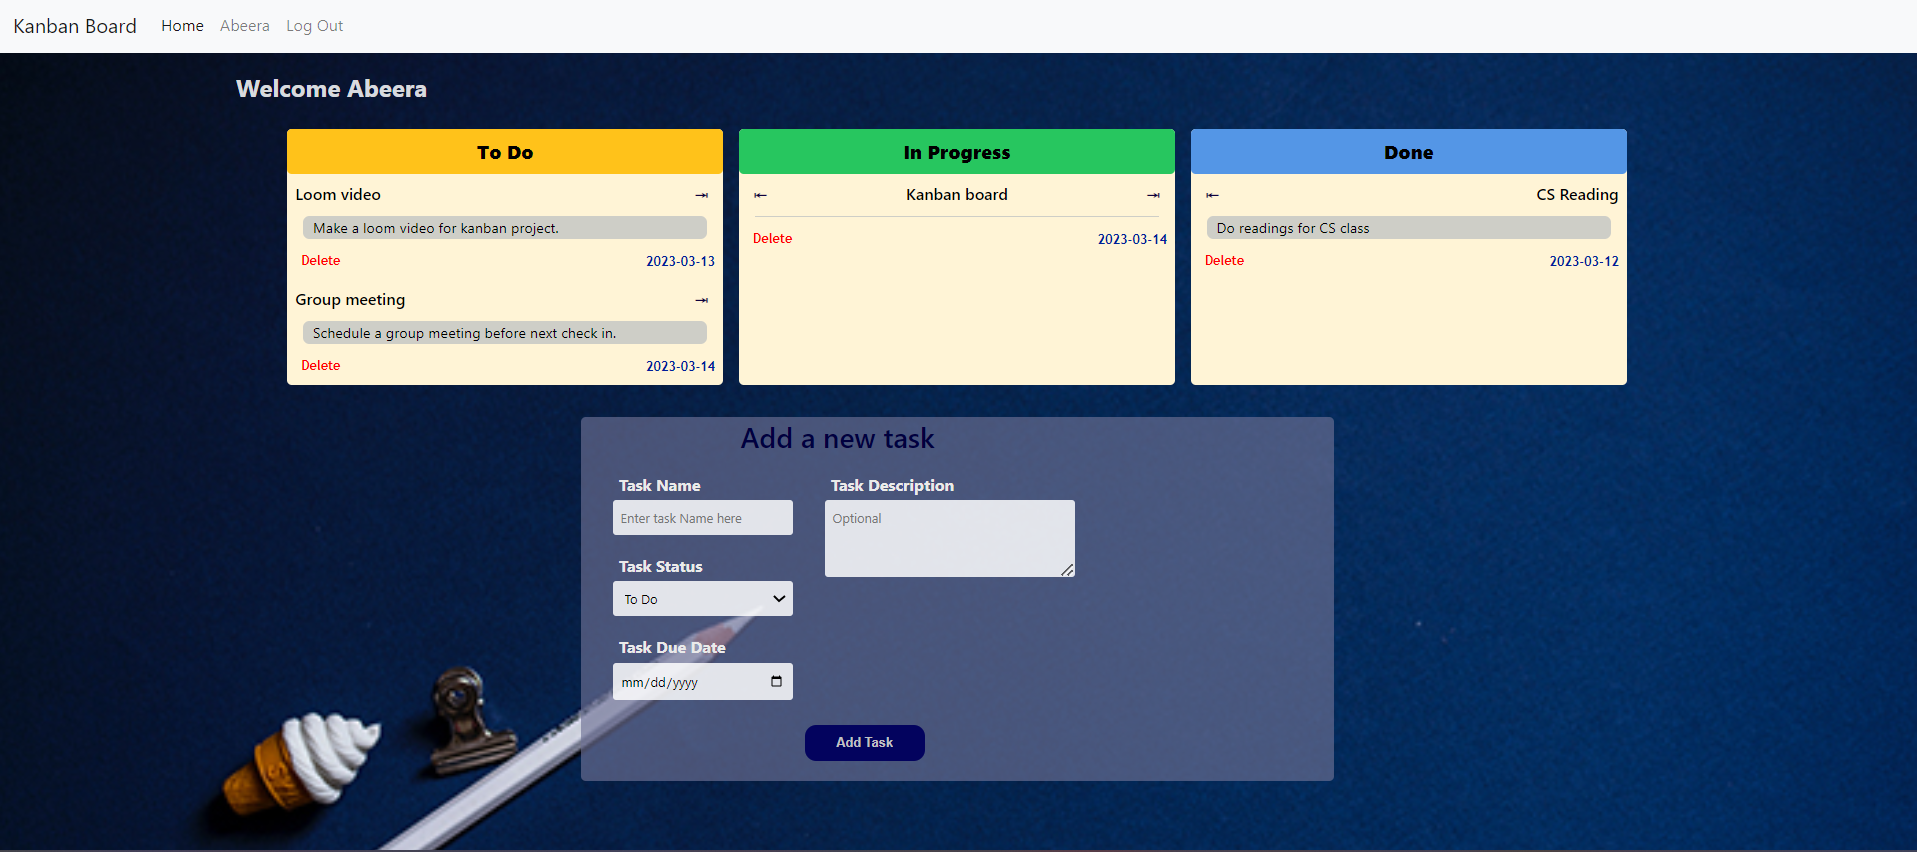 Kanban Board Home Abeera Log Out
Welcome Abeera
To Do
Loom video ⇥
Make a loom video for kanban project.
Delete 2023-03-13
Group meeting ⇥
Schedule a group meeting before next check in.
Delete 2023-03-14
In Progress
⇤ Kanban board ⇥
Delete 2023-03-14
Done
⇤ CS Reading
Do readings for CS class
Delete 2023-03-12
Add a new task
Task Name
Enter task Name here
Task Description
Optional
Task Status
To Do
Task Due Date
mm/dd/yyyy
Add Task